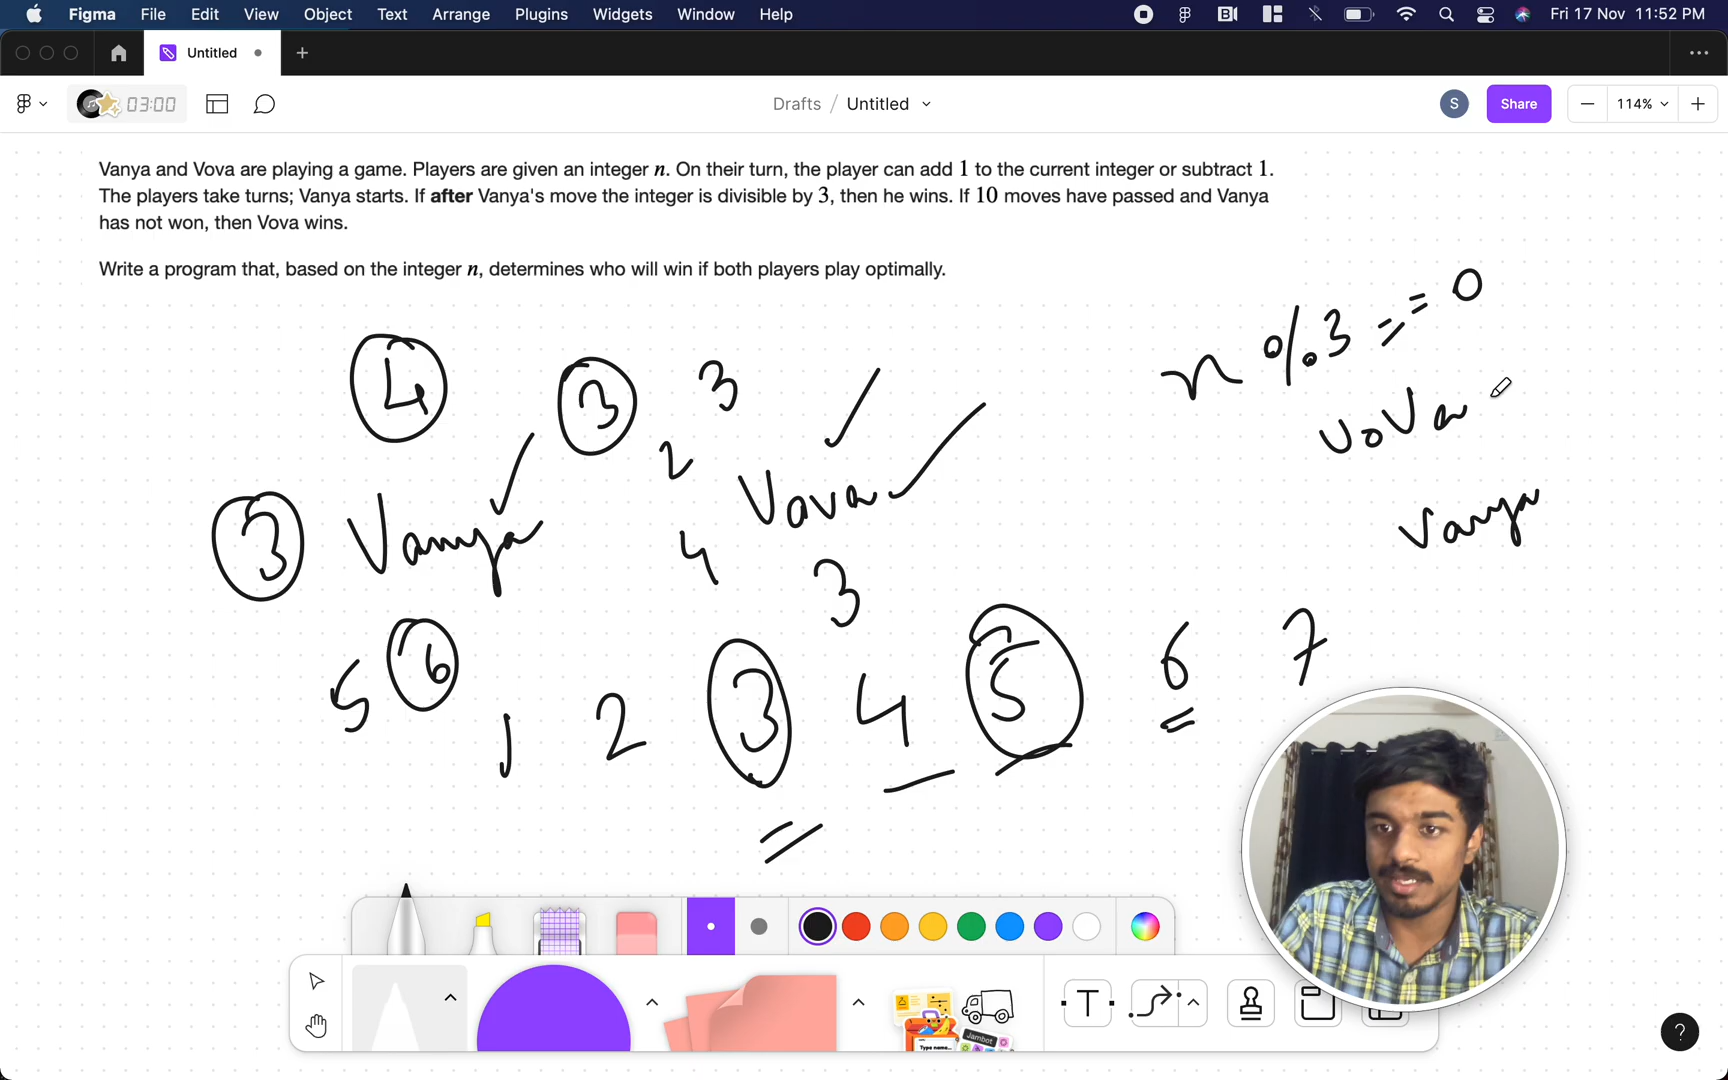 Figma File Edit View Object Text Arrange Plugins Widgets Window Help Fri 17 Nov 11:52 PM
Untitled
03:00 Drafts / Untitled S Share 114%
Vanya and Vova are playing a game. Players are given an integer n. On their turn, the player can add 1 to the current integer or subtract 1.
The players take turns; Vanya starts. If after Vanya's move the integer is divisible by 3, then he wins. If 10 moves have passed and Vanya
has not won, then Vova wins.
Write a program that, based on the integer n, determines who will win if both players play optimally.
n % 3 == 0
4 3 3
Vova
2
3 Vanya Vova
Vanya
4
3
5 6
1 2 3 4 5 6 7
T
Type name...
Jambot
?